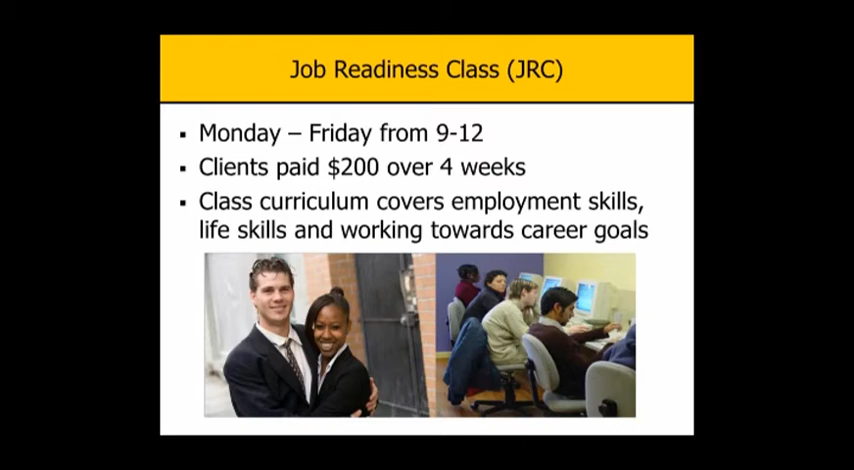 Job Readiness Class (JRC)
▪ Monday – Friday from 9-12
▪ Clients paid $200 over 4 weeks
▪ Class curriculum covers employment skills,
life skills and working towards career goals